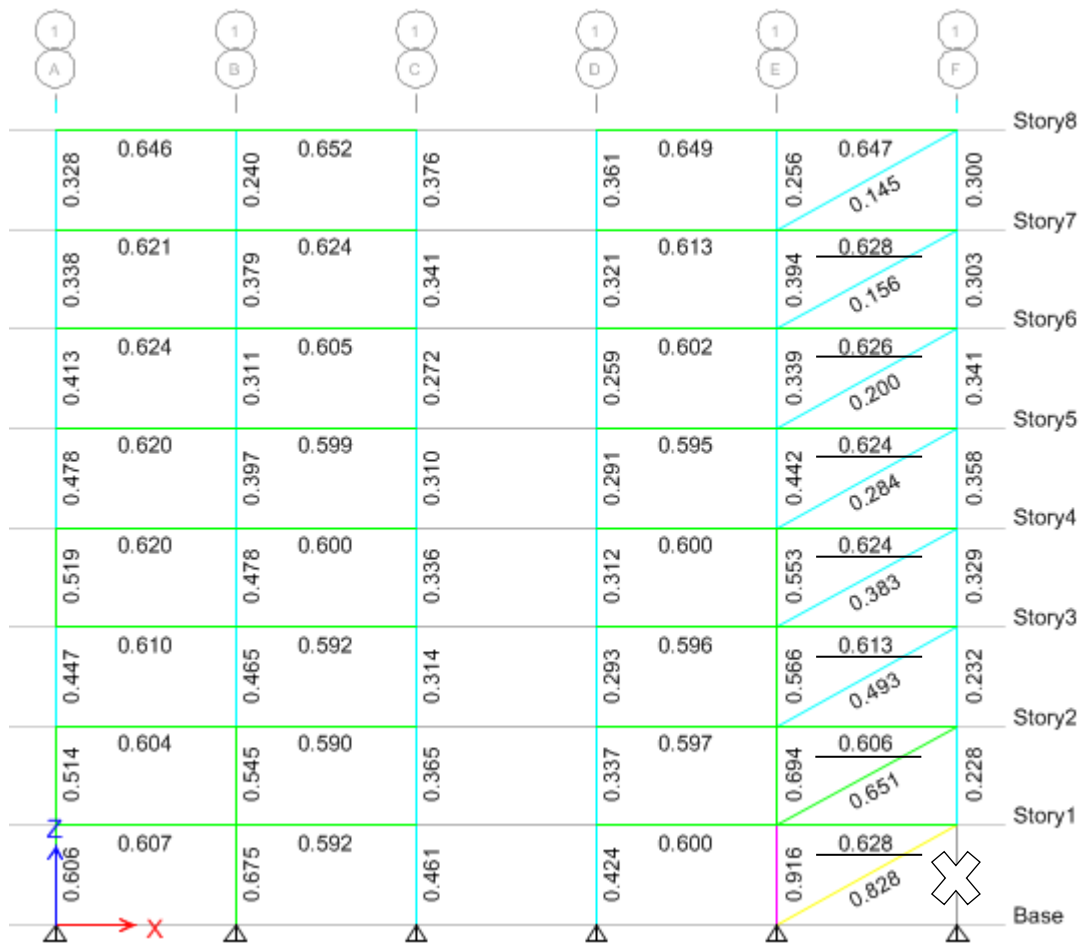 1 1 1 1 1 1
A B C D E F
Story8
0.646 0.652 0.649 0.647
0.328 0.240 0.376 0.361 0.256 0.145 0.300
Story7
0.621 0.624 0.613 0.628
0.338 0.379 0.341 0.321 0.394 0.156 0.303
Story6
0.624 0.605 0.602 0.626
0.413 0.311 0.272 0.259 0.339 0.200 0.341
Story5
0.620 0.599 0.595 0.624
0.478 0.397 0.310 0.291 0.442 0.284 0.358
Story4
0.620 0.600 0.600 0.624
0.519 0.478 0.336 0.312 0.553 0.383 0.329
Story3
0.610 0.592 0.596 0.613
0.447 0.465 0.314 0.293 0.566 0.493 0.232
Story2
0.604 0.590 0.597 0.606
0.514 0.545 0.365 0.337 0.694 0.651 0.228
Story1
Z
0.607 0.592 0.600 0.628
0.606 0.675 0.461 0.424 0.916 0.828
Base
X